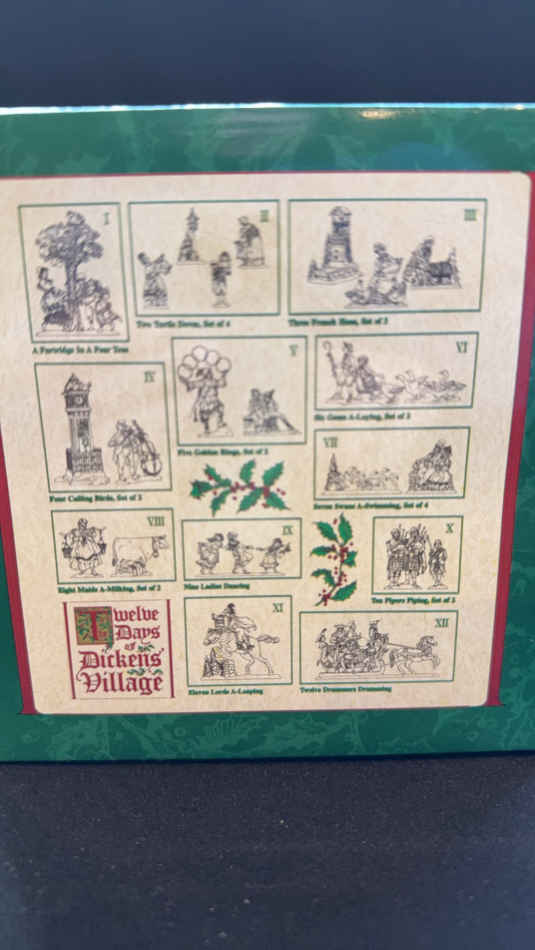 I
II
III
A Partridge In A Pear Tree
Two Turtle Doves, Set of 4
Three French Hens, Set of 3
IV
V
VI
Six Geese A-Laying, Set of 2
Five Golden Rings, Set of 2
VII
Four Calling Birds, Set of 2
Seven Swans A-Swimming, Set of 4
VIII
IX
X
Eight Maids A-Milking, Set of 2
Nine Ladies Dancing
Ten Pipers Piping, Set of 3
Twelve
Days
of
Dickens'
Village
XI
XII
Eleven Lords A-Leaping
Twelve Drummers Drumming